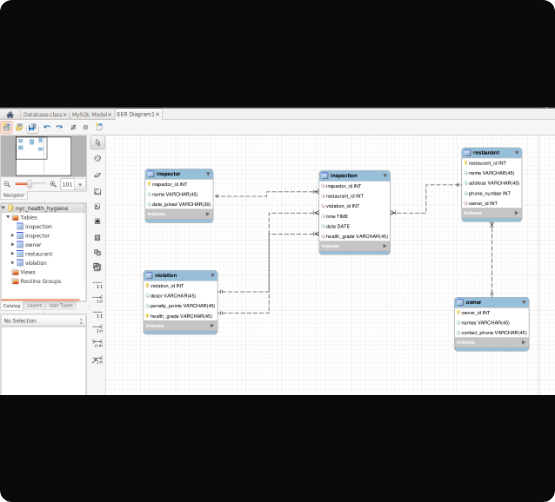 Database-class×
MySQL Model×
EER Diagram1×
101
Navigator
nyc_health_hygiene
Tables
inspection
inspector
owner
restaurant
violation
Views
Routine Groups
Catalog
Layers
User Types
No Selection
1:1
1:1
inspector
inspector_id INT
name VARCHAR(45)
date_joined VARCHAR(30)
Indexes
inspection
inspector_id INT
restaurant_id INT
violation_id INT
time TIME
date DATE
health_grade VARCHAR(45)
Indexes
restaurant
restaurant_id INT
name VARCHAR(45)
address VARCHAR(45)
phone_number INT
owner_id INT
Indexes
violation
violation_id INT
descr VARCHAR(45)
penalty_points VARCHAR(45)
health_grade VARCHAR(45)
Indexes
owner
owner_id INT
names VARCHAR(45)
contact_phone VARCHAR(45)
Indexes